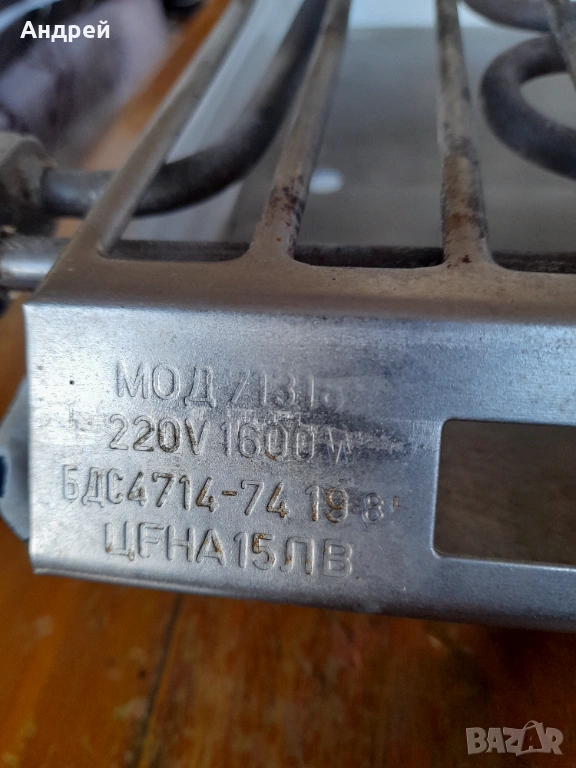 Андрей
МОД 7131
220V 1600W
БДС4714-74 198
ЦЕНА15ЛВ
BAZAR